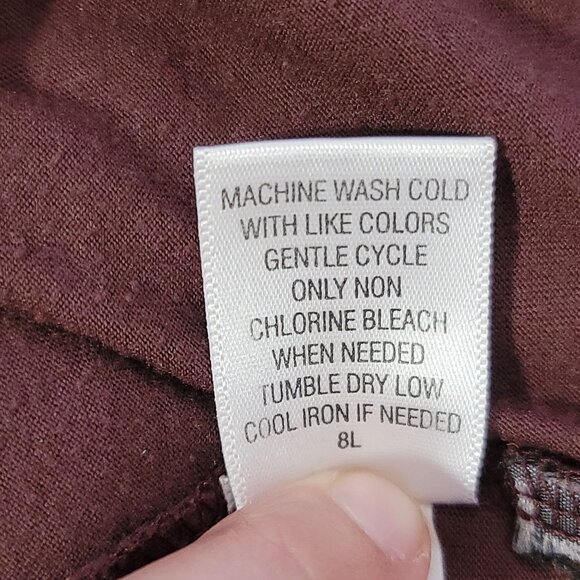 MACHINE WASH COLD
WITH LIKE COLORS
GENTLE CYCLE
ONLY NON
CHLORINE BLEACH
WHEN NEEDED
TUMBLE DRY LOW
COOL IRON IF NEEDED
8L